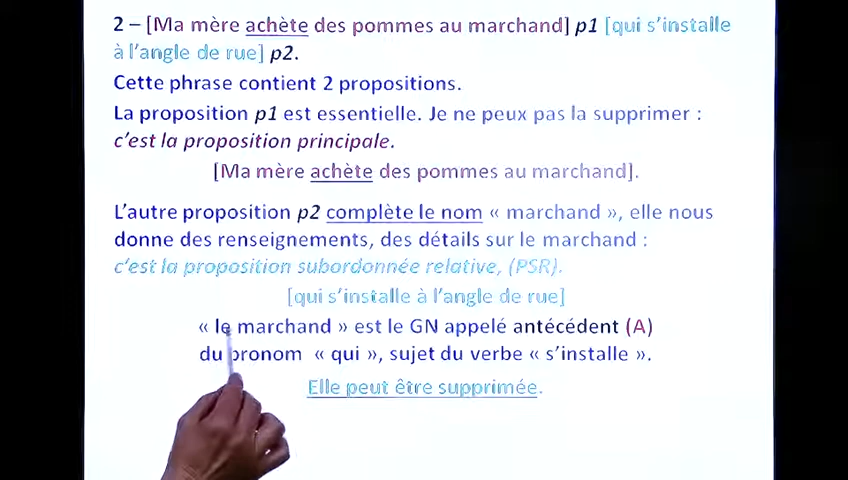 2 – [Ma mère achète des pommes au marchand] p1 [qui s’installe
à l’angle de rue] p2.
Cette phrase contient 2 propositions.
La proposition p1 est essentielle. Je ne peux pas la supprimer :
c’est la proposition principale.
[Ma mère achète des pommes au marchand].
L’autre proposition p2 complète le nom « marchand », elle nous
donne des renseignements, des détails sur le marchand :
c’est la proposition subordonnée relative, (PSR).
[qui s’installe à l’angle de rue]
« le marchand » est le GN appelé antécédent (A)
du pronom « qui », sujet du verbe « s’installe ».
Elle peut être supprimée.